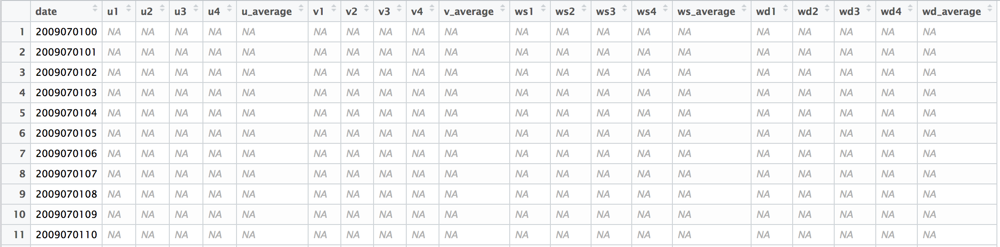 date u1 u2 u3 u4 u_average v1 v2 v3 v4 v_average ws1 ws2 ws3 ws4 ws_average wd1 wd2 wd3 wd4 wd_average
1 2009070100 NA NA NA NA NA NA NA NA NA NA NA NA NA NA NA NA NA NA NA NA
2 2009070101 NA NA NA NA NA NA NA NA NA NA NA NA NA NA NA NA NA NA NA NA
3 2009070102 NA NA NA NA NA NA NA NA NA NA NA NA NA NA NA NA NA NA NA NA
4 2009070103 NA NA NA NA NA NA NA NA NA NA NA NA NA NA NA NA NA NA NA NA
5 2009070104 NA NA NA NA NA NA NA NA NA NA NA NA NA NA NA NA NA NA NA NA
6 2009070105 NA NA NA NA NA NA NA NA NA NA NA NA NA NA NA NA NA NA NA NA
7 2009070106 NA NA NA NA NA NA NA NA NA NA NA NA NA NA NA NA NA NA NA NA
8 2009070107 NA NA NA NA NA NA NA NA NA NA NA NA NA NA NA NA NA NA NA NA
9 2009070108 NA NA NA NA NA NA NA NA NA NA NA NA NA NA NA NA NA NA NA NA
10 2009070109 NA NA NA NA NA NA NA NA NA NA NA NA NA NA NA NA NA NA NA NA
11 2009070110 NA NA NA NA NA NA NA NA NA NA NA NA NA NA NA NA NA NA NA NA